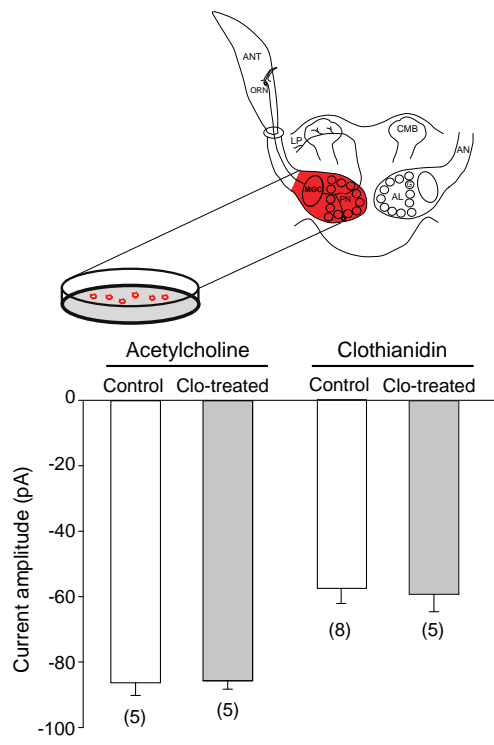 ANT
ORN
LP
CMB
AN
MGC
PN
AL
G
Acetylcholine Clothianidin
Control Clo-treated Control Clo-treated
0
-20
-40
-60
-80
-100
Current amplitude (pA)
(8) (5)
(5) (5)